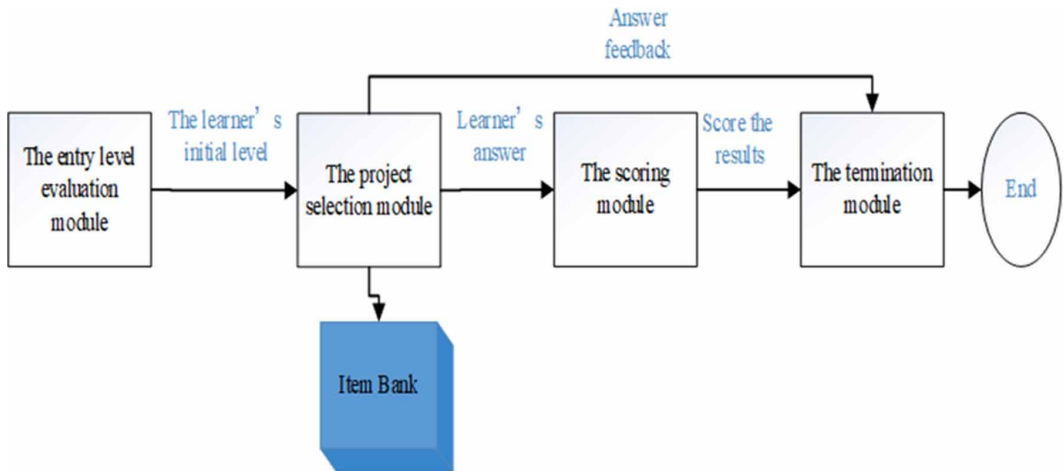 Answer
feedback
The learner’s
initial level
Learner’s
answer
Score the
results
The entry level
evaluation
module
The project
selection module
The scoring
module
The termination
module
End
Item Bank